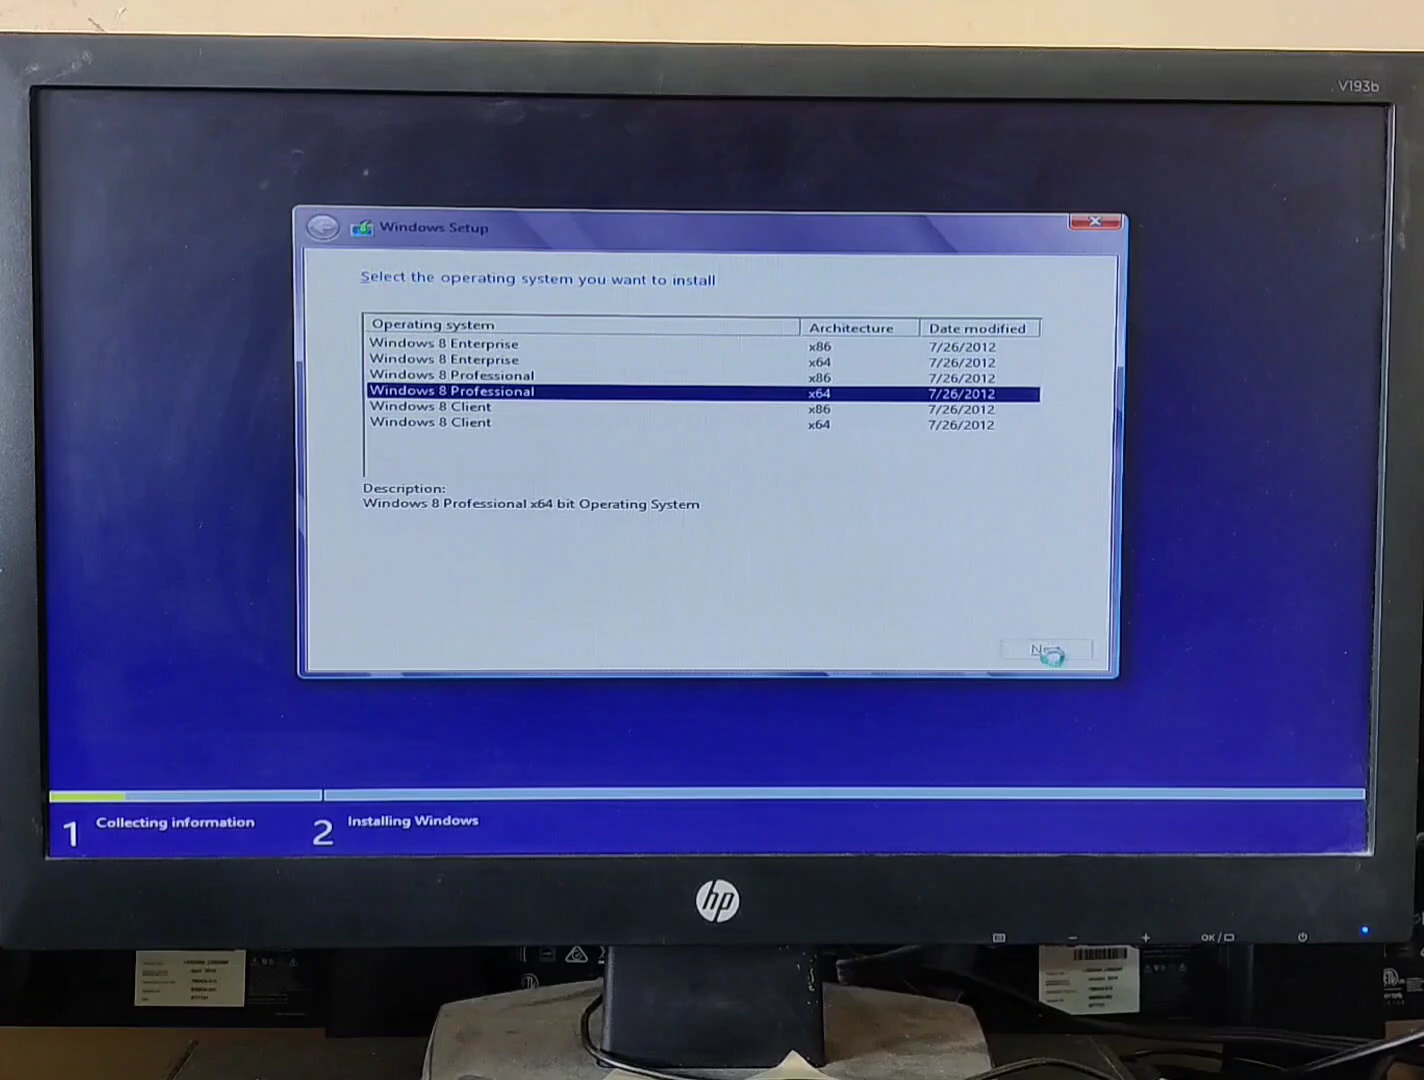 V193b
Windows Setup
Select the operating system you want to install
Operating system Architecture Date modified
Windows 8 Enterprise x86 7/26/2012
Windows 8 Enterprise x64 7/26/2012
Windows 8 Professional x86 7/26/2012
Windows 8 Professional x64 7/26/2012
Windows 8 Client x86 7/26/2012
Windows 8 Client x64 7/26/2012
Description:
Windows 8 Professional x64 bit Operating System
1 Collecting information 2 Installing Windows
hp
OK /